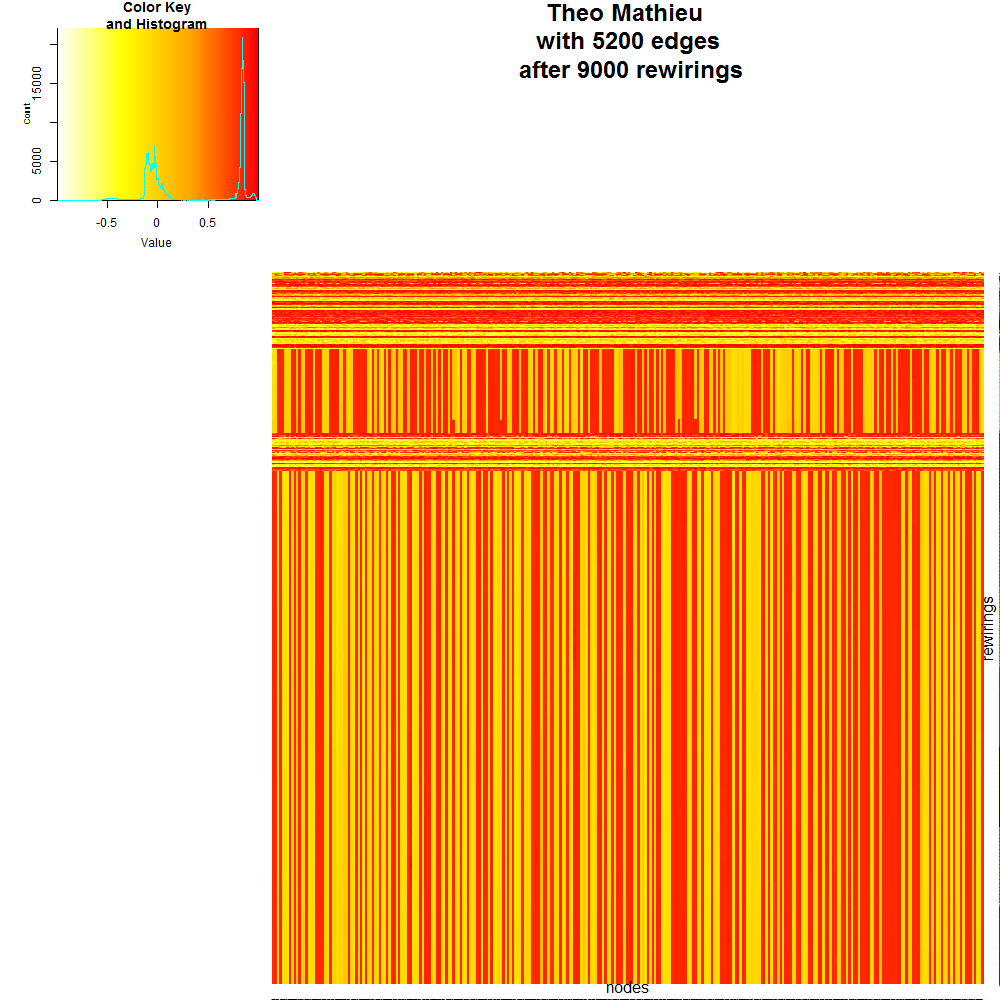 Color Key
and Histogram
Count
0
5000
15000
-0.5
0
0.5
Value
Theo Mathieu
with 5200 edges
after 9000 rewirings
rewirings
nodes